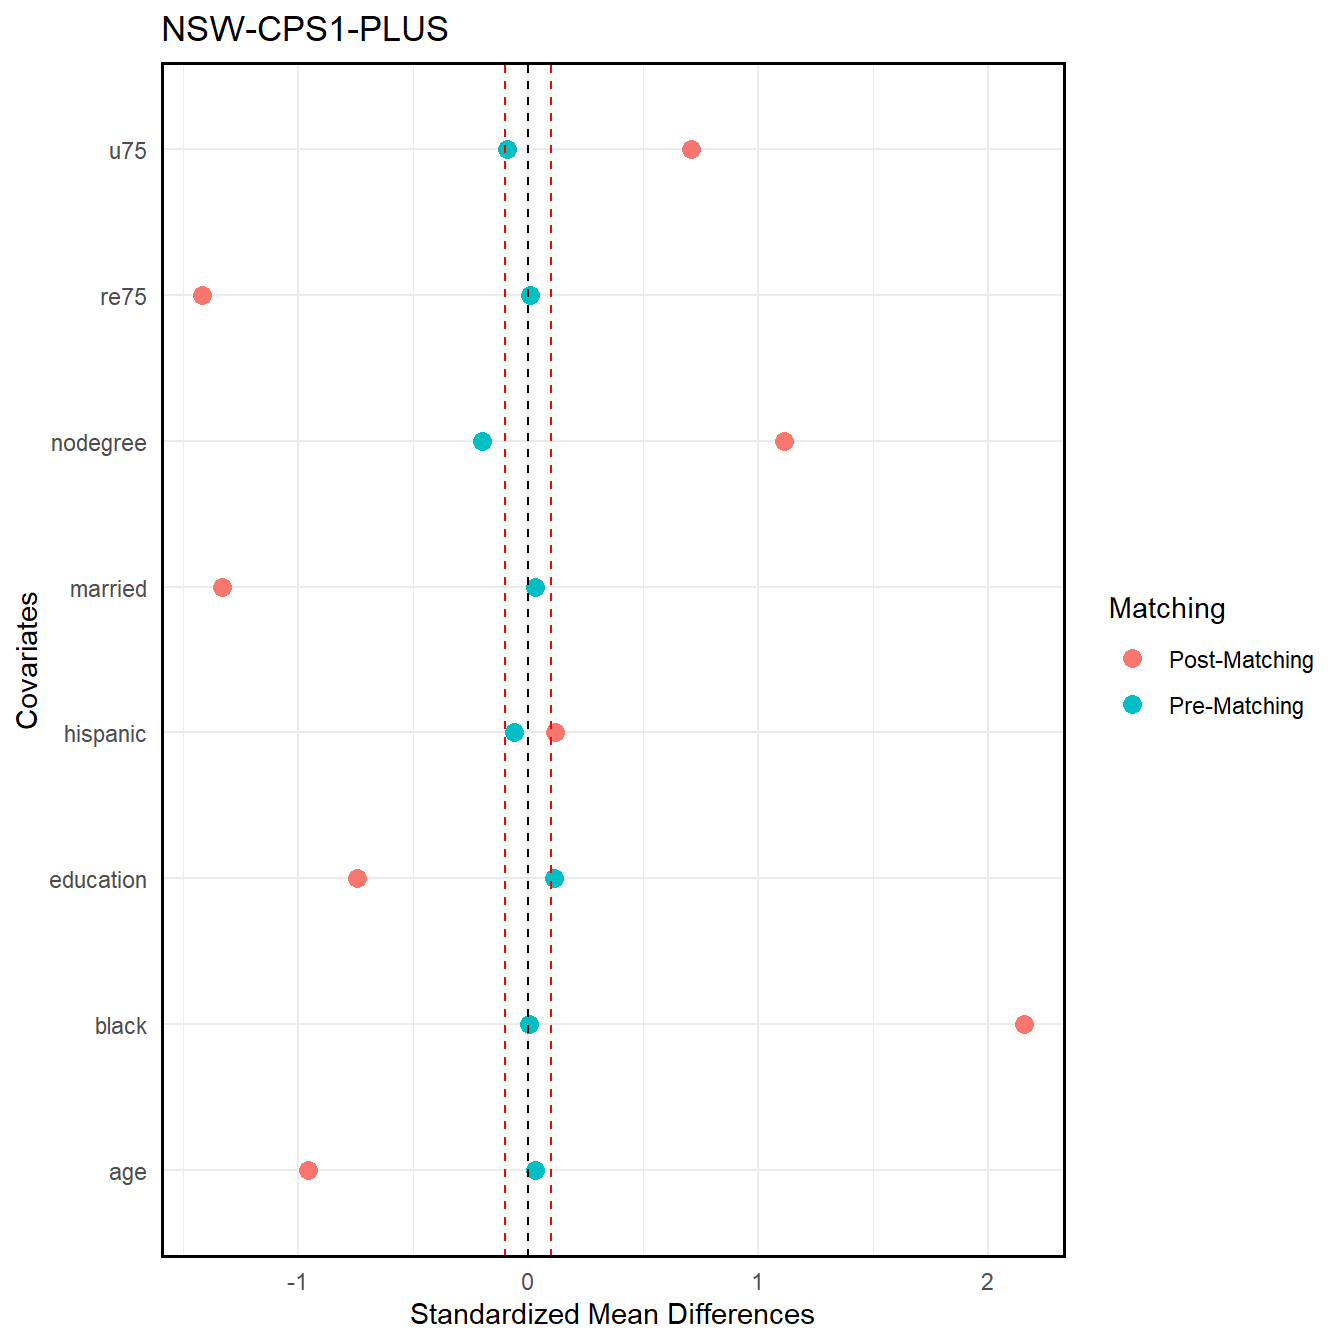 NSW-CPS1-PLUS
u75
re75
nodegree
married
hispanic
education
black
age
Covariates
-1 0 1 2
Standardized Mean Differences
Matching
Post-Matching
Pre-Matching